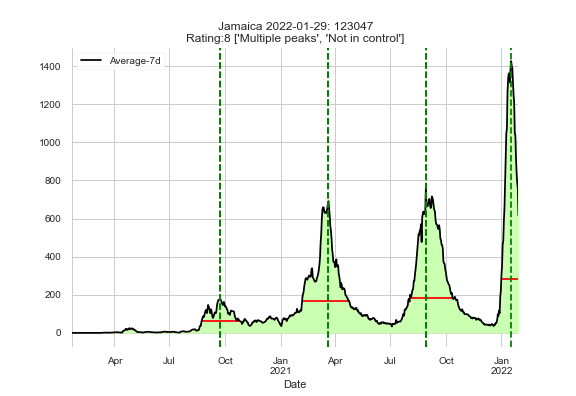 Jamaica 2022-01-29: 123047
Rating:8 ['Multiple peaks', 'Not in control']
Average-7d
1400
1200
1000
800
600
400
200
0
Apr Jul Oct Jan Apr Jul Oct Jan
2021 2022
Date